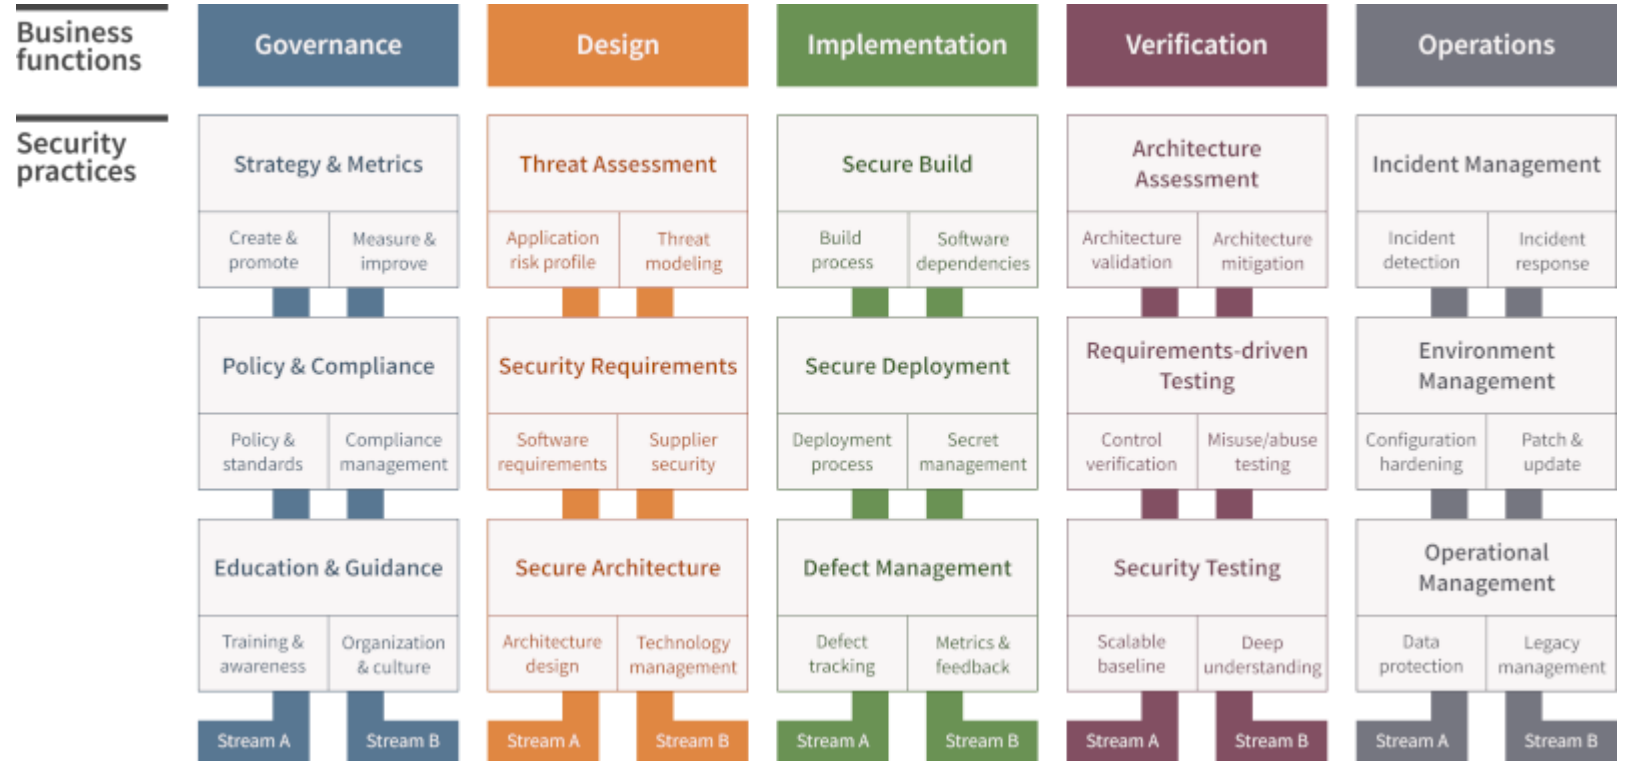 Business
functions
Governance
Design
Implementation
Verification
Operations
Security
practices
Strategy & Metrics
Create &
promote
Measure &
improve
Policy & Compliance
Policy &
standards
Compliance
management
Education & Guidance
Training &
awareness
Organization
& culture
Stream A
Stream B
Threat Assessment
Application
risk profile
Threat
modeling
Security Requirements
Software
requirements
Supplier
security
Secure Architecture
Architecture
design
Technology
management
Stream A
Stream B
Secure Build
Build
process
Software
dependencies
Secure Deployment
Deployment
process
Secret
management
Defect Management
Defect
tracking
Metrics &
feedback
Stream A
Stream B
Architecture
Assessment
Architecture
validation
Architecture
mitigation
Requirements-driven
Testing
Control
verification
Misuse/abuse
testing
Security Testing
Scalable
baseline
Deep
understanding
Stream A
Stream B
Incident Management
Incident
detection
Incident
response
Environment
Management
Configuration
hardening
Patch &
update
Operational
Management
Data
protection
Legacy
management
Stream A
Stream B